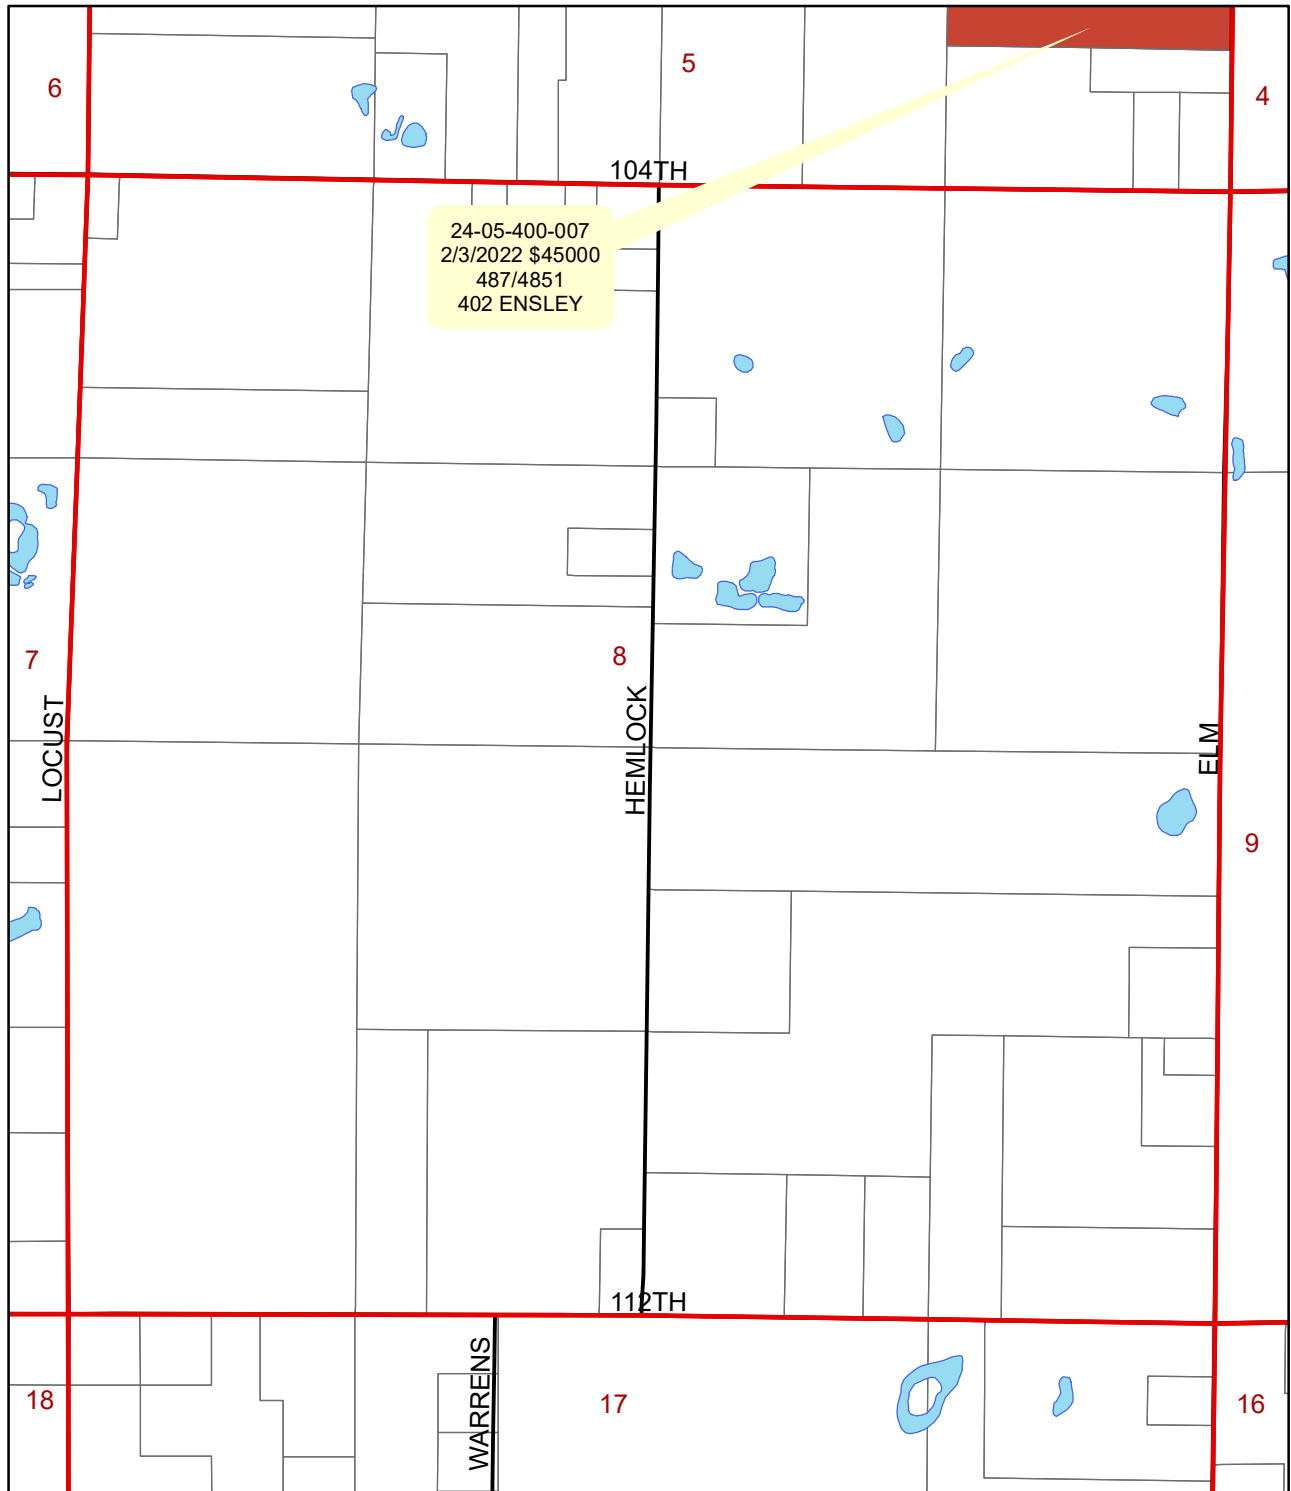 5
6
4
104TH
24-05-400-007
2/3/2022 $45000
487/4851
402 ENSLEY
7
8
LOCUST
HEMLOCK
ELM
9
112TH
WARRENS
18
17
16